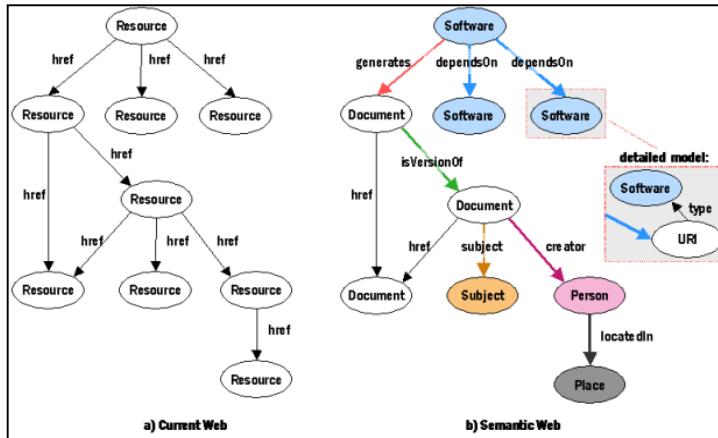 Resource
href
href
href
Resource
Resource
Resource
href
href
Resource
href
href
href
Resource
Resource
Resource
href
Resource
a) Current Web
Software
generates
dependsOn
dependsOn
Document
Software
Software
detailed model:
isVersionOf
Software
type
URI
href
Document
href
subject
creator
Document
Subject
Person
locatedIn
Place
b) Semantic Web